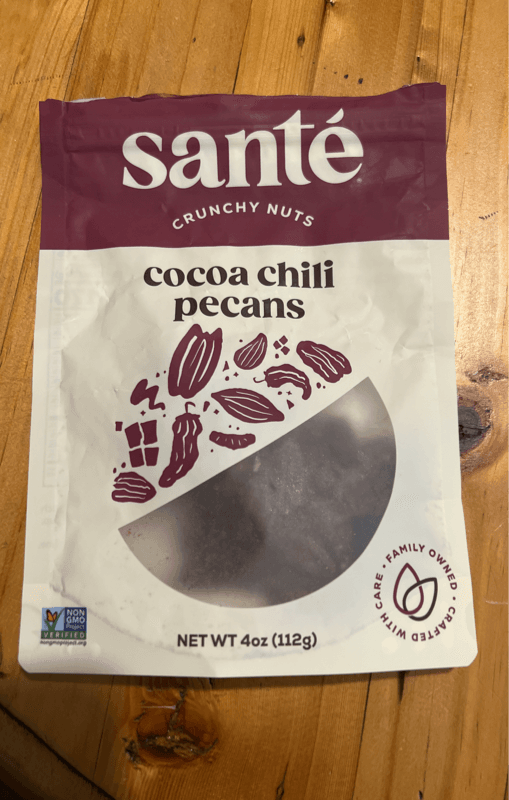 santé
CRUNCHY NUTS
cocoa chili
pecans
• FAMILY OWNED •
CRAFTED WITH CARE
NON
GMO
Project
VERIFIED
nongmoproject.org
NET WT 4oz (112g)